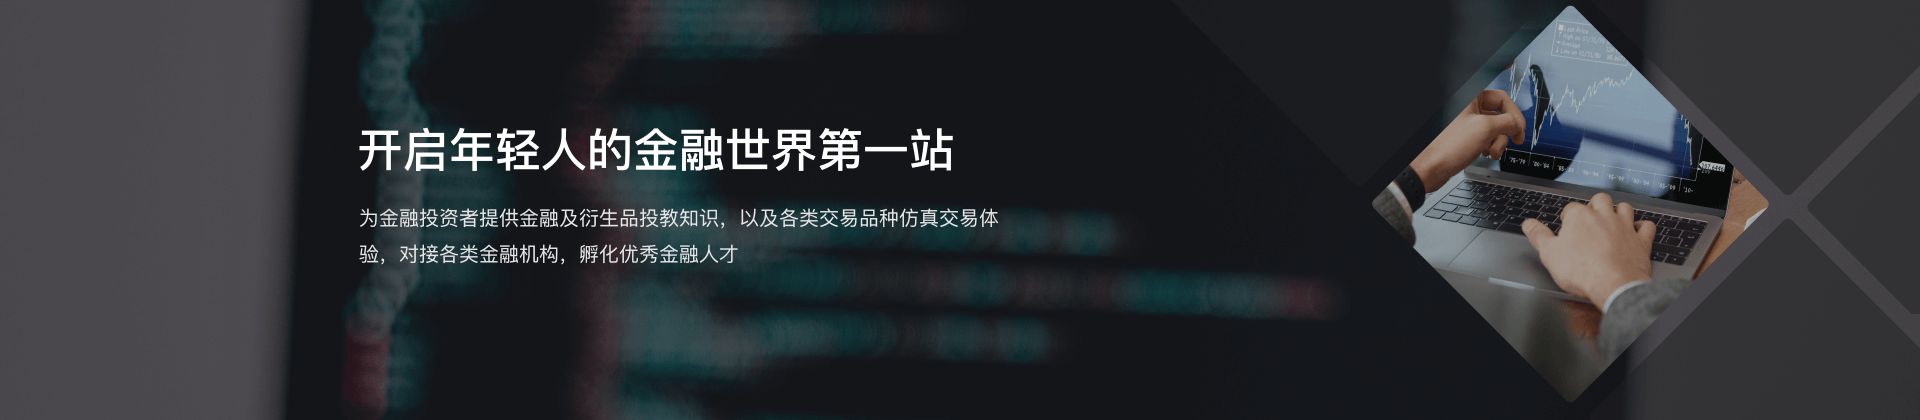 开启年轻人的金融世界第一站
为金融投资者提供金融及衍生品投教知识，以及各类交易品种仿真交易体
验，对接各类金融机构，孵化优秀金融人才